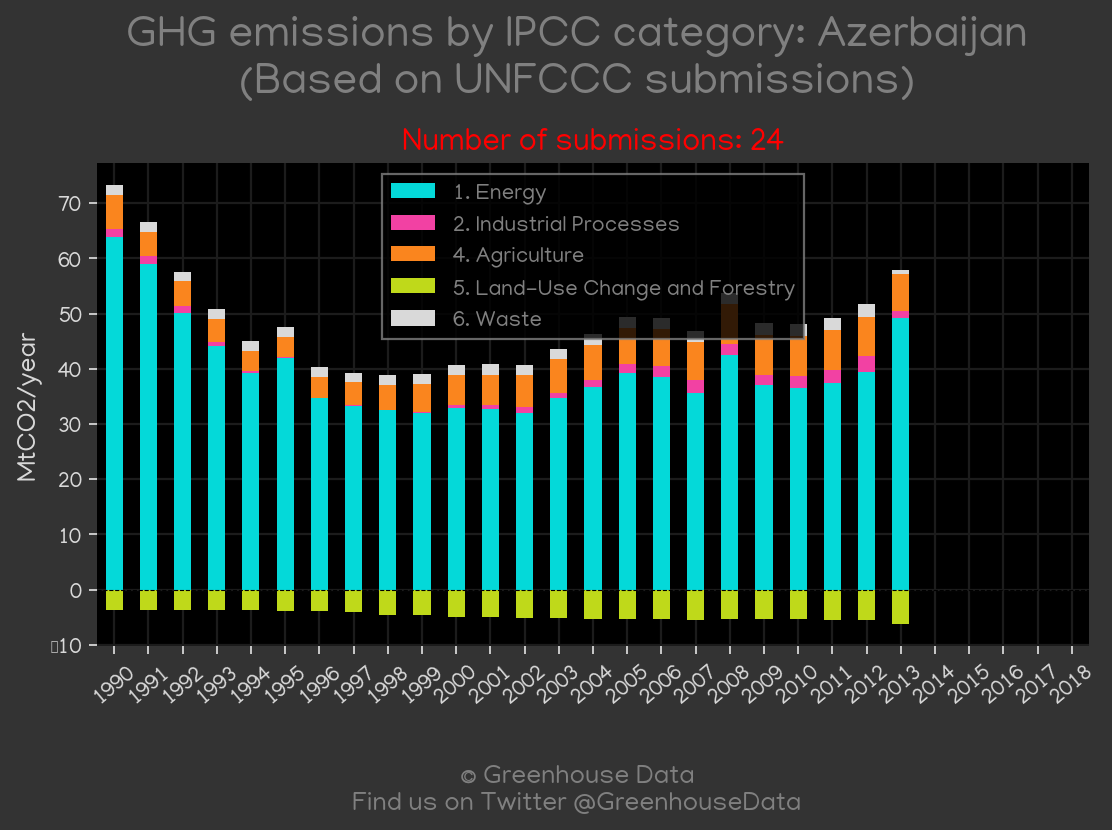 GHG emissions by IPCC category: Azerbaijan
(Based on UNFCCC submissions)
Number of submissions: 24
1. Energy
2. Industrial Processes
4. Agriculture
5. Land-Use Change and Forestry
6. Waste
MtCO2/year
70
60
50
40
30
20
10
0
▯10
1990 1991 1992 1993 1994 1995 1996 1997 1998 1999 2000 2001 2002 2003 2004 2005 2006 2007 2008 2009 2010 2011 2012 2013 2014 2015 2016 2017 2018
© Greenhouse Data
Find us on Twitter @GreenhouseData